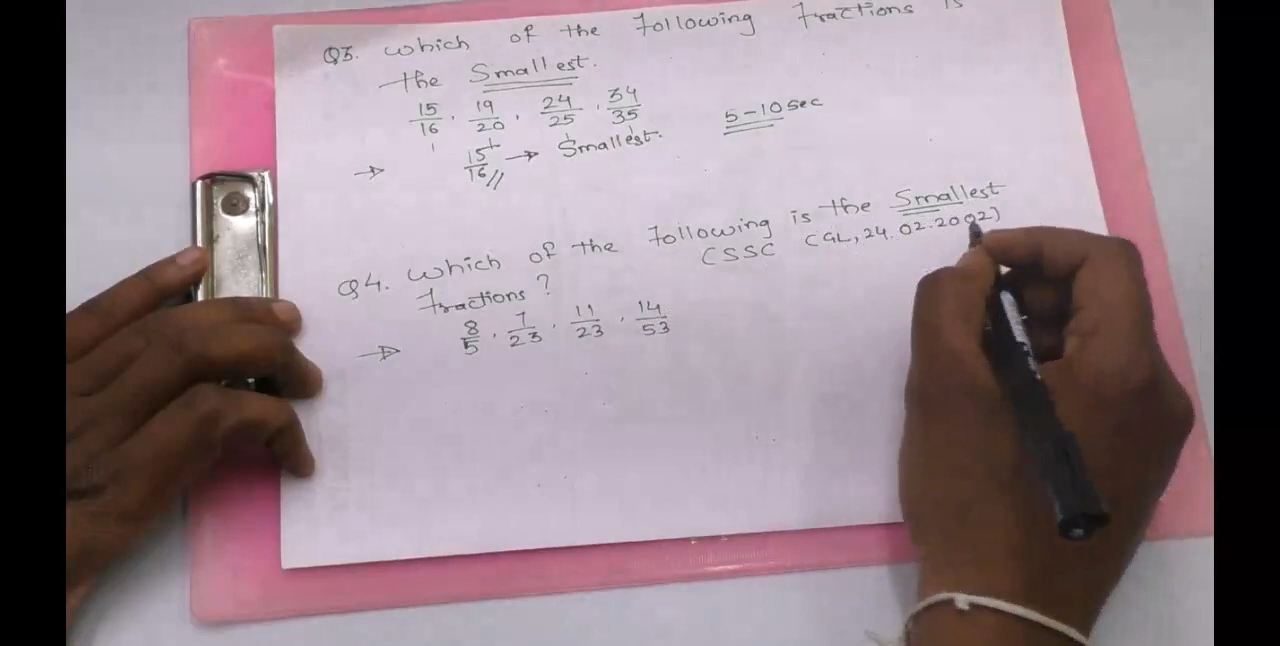 Q3. Which of the Following Fractions is
the Smallest.
15/16, 19/20, 24/25, 34/35
5-10 Sec
15/16 → Smallest.
Q4. Which of the Following is the Smallest
Fractions? (SSC CGL, 24.02.2002)
8/5, 7/23, 11/23, 14/53